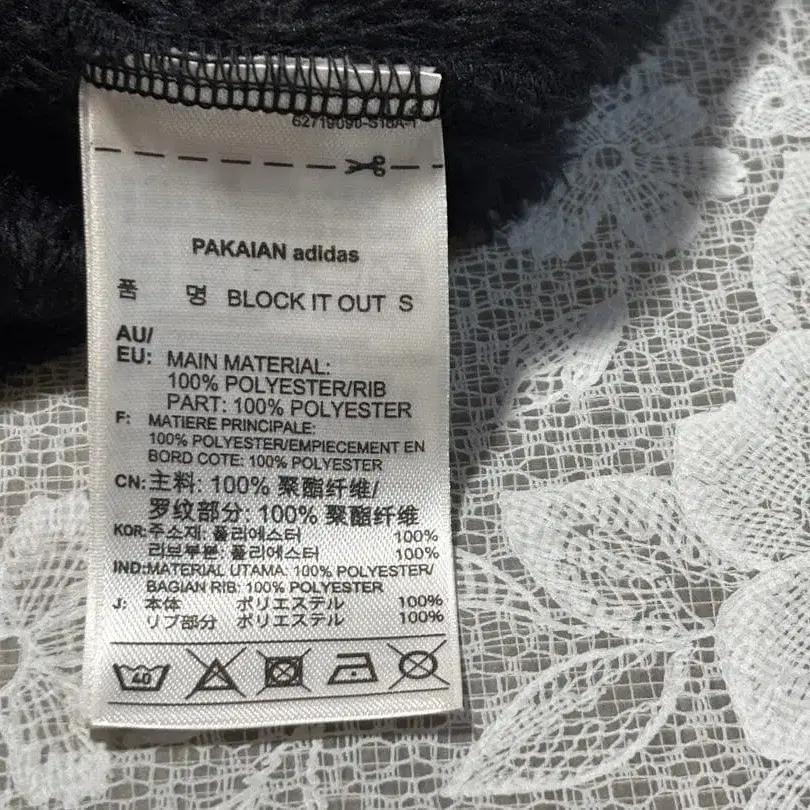 62719090-S18A-1
PAKAIAN adidas
품 명 BLOCK IT OUT S
AU/
EU: MAIN MATERIAL:
100% POLYESTER/RIB
PART: 100% POLYESTER
F: MATIERE PRINCIPALE:
100% POLYESTER/EMPIECEMENT EN
BORD COTE: 100% POLYESTER
CN: 主料: 100% 聚酯纤维/
罗纹部分: 100% 聚酯纤维
KOR: 주소재: 폴리에스터 100%
리브부분: 폴리에스터 100%
IND: MATERIAL UTAMA: 100% POLYESTER/
BAGIAN RIB: 100% POLYESTER
J: 本体 ポリエステル 100%
リブ部分 ポリエステル 100%
40